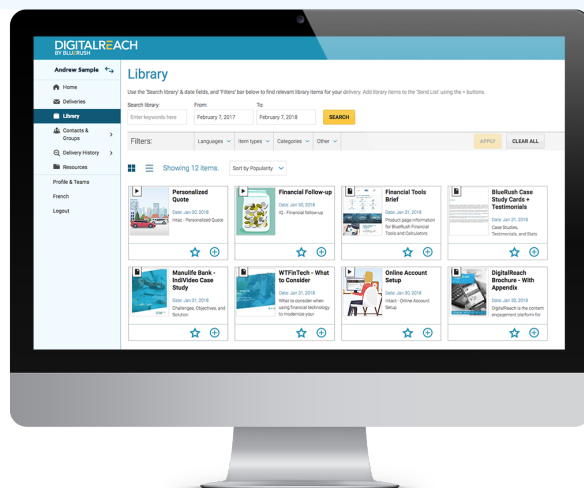 DIGITALREACH
BY BLUERUSH
Andrew Sample
Home
Deliveries
Library
Contacts &
Groups
Delivery History
Resources
Profile & Teams
French
Logout
Library
Use the 'Search library' & date fields, and 'Filters' bar below to find relevant library items for your delivery. Add library items to the 'Send List' using the + buttons.
Search library: From: To:
Enter keywords here February 7, 2017 February 7, 2018 SEARCH
Filters: Languages Item types Categories Other APPLY CLEAR ALL
Showing 12 items. Sort by Popularity
Personalized
Quote
Date: Jan 30, 2018
Intac - Personalized Quote
Financial Follow-up
Date: Jan 30, 2018
IQ - Financial follow-up
Financial Tools
Brief
Date: Jan 31, 2018
Product page information
for BlueRush Financial
Tools and Calculators
BlueRush Case
Study Cards +
Testimonials
Date: Jan 31, 2018
Case Studies,
Testimonials, and Stats
Manulife Bank -
IndiVideo Case
Study
Date: Jan 31, 2018
Challenges, Objectives, and
Solution
WTFinTech - What
to Consider
Date: Jan 31, 2018
What to consider when
using financial technology
to modernize your
Online Account
Setup
Date: Jan 30, 2018
Intact - Online Account
Setup
DigitalReach
Brochure - With
Appendix
Date: Jan 30, 2018
DigitalReach is the content
engagement platform for